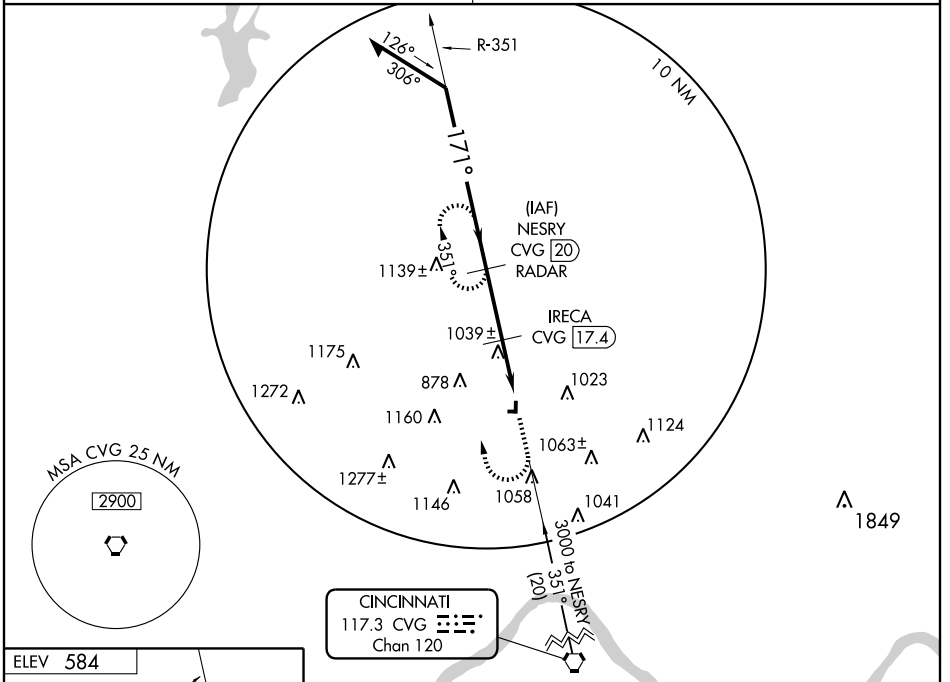 R-351
126°
306°
10 NM
171°
(IAF)
NESRY
CVG 20
RADAR
351°
1139±
IRECA
CVG 17.4
1039±
1175
878
1023
1272
1160
1124
1063±
1277±
1146
1058
1041
1849
MSA CVG 25 NM
2900
3000 to NESRY
351°
(20)
CINCINNATI
117.3 CVG
Chan 120
ELEV 584